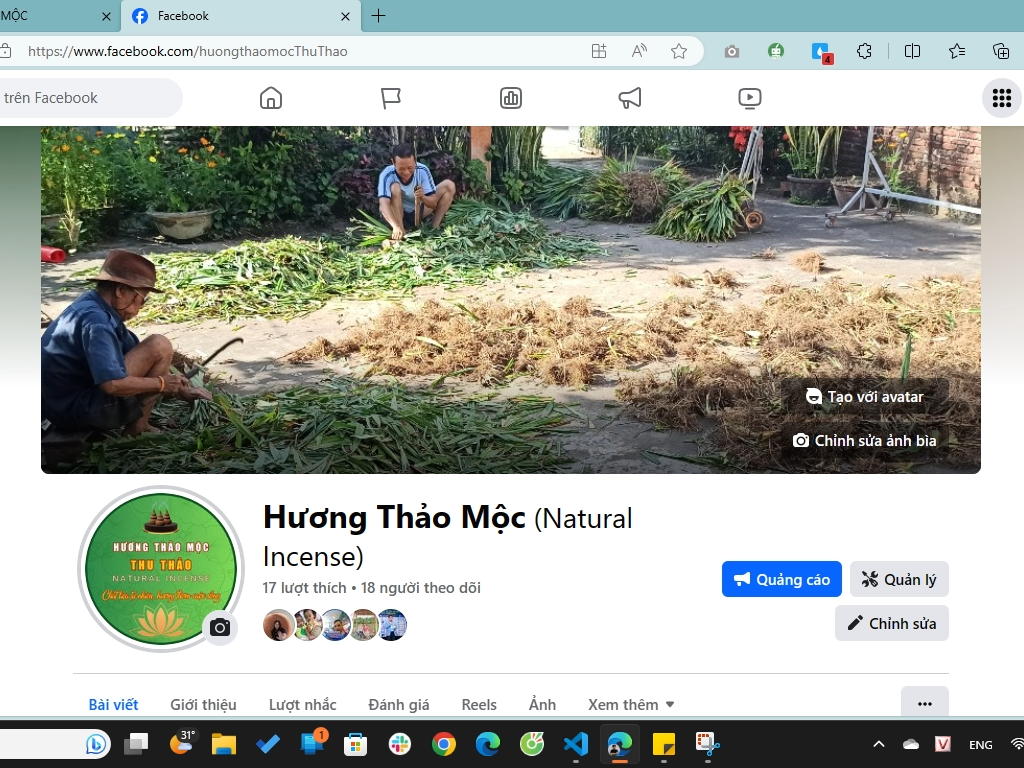 MỘC
Facebook
https://www.facebook.com/huongthaomocThuThao
4
trên Facebook
Tạo với avatar
Chỉnh sửa ảnh bìa
HƯƠNG THẢO MỘC
THU THẢO
NATURAL INCENSE
Hương Thảo Mộc (Natural
Incense)
17 lượt thích • 18 người theo dõi
Quảng cáo
Quản lý
Chỉnh sửa
Bài viết
Giới thiệu
Lượt nhắc
Đánh giá
Reels
Ảnh
Xem thêm
31°
1
ENG